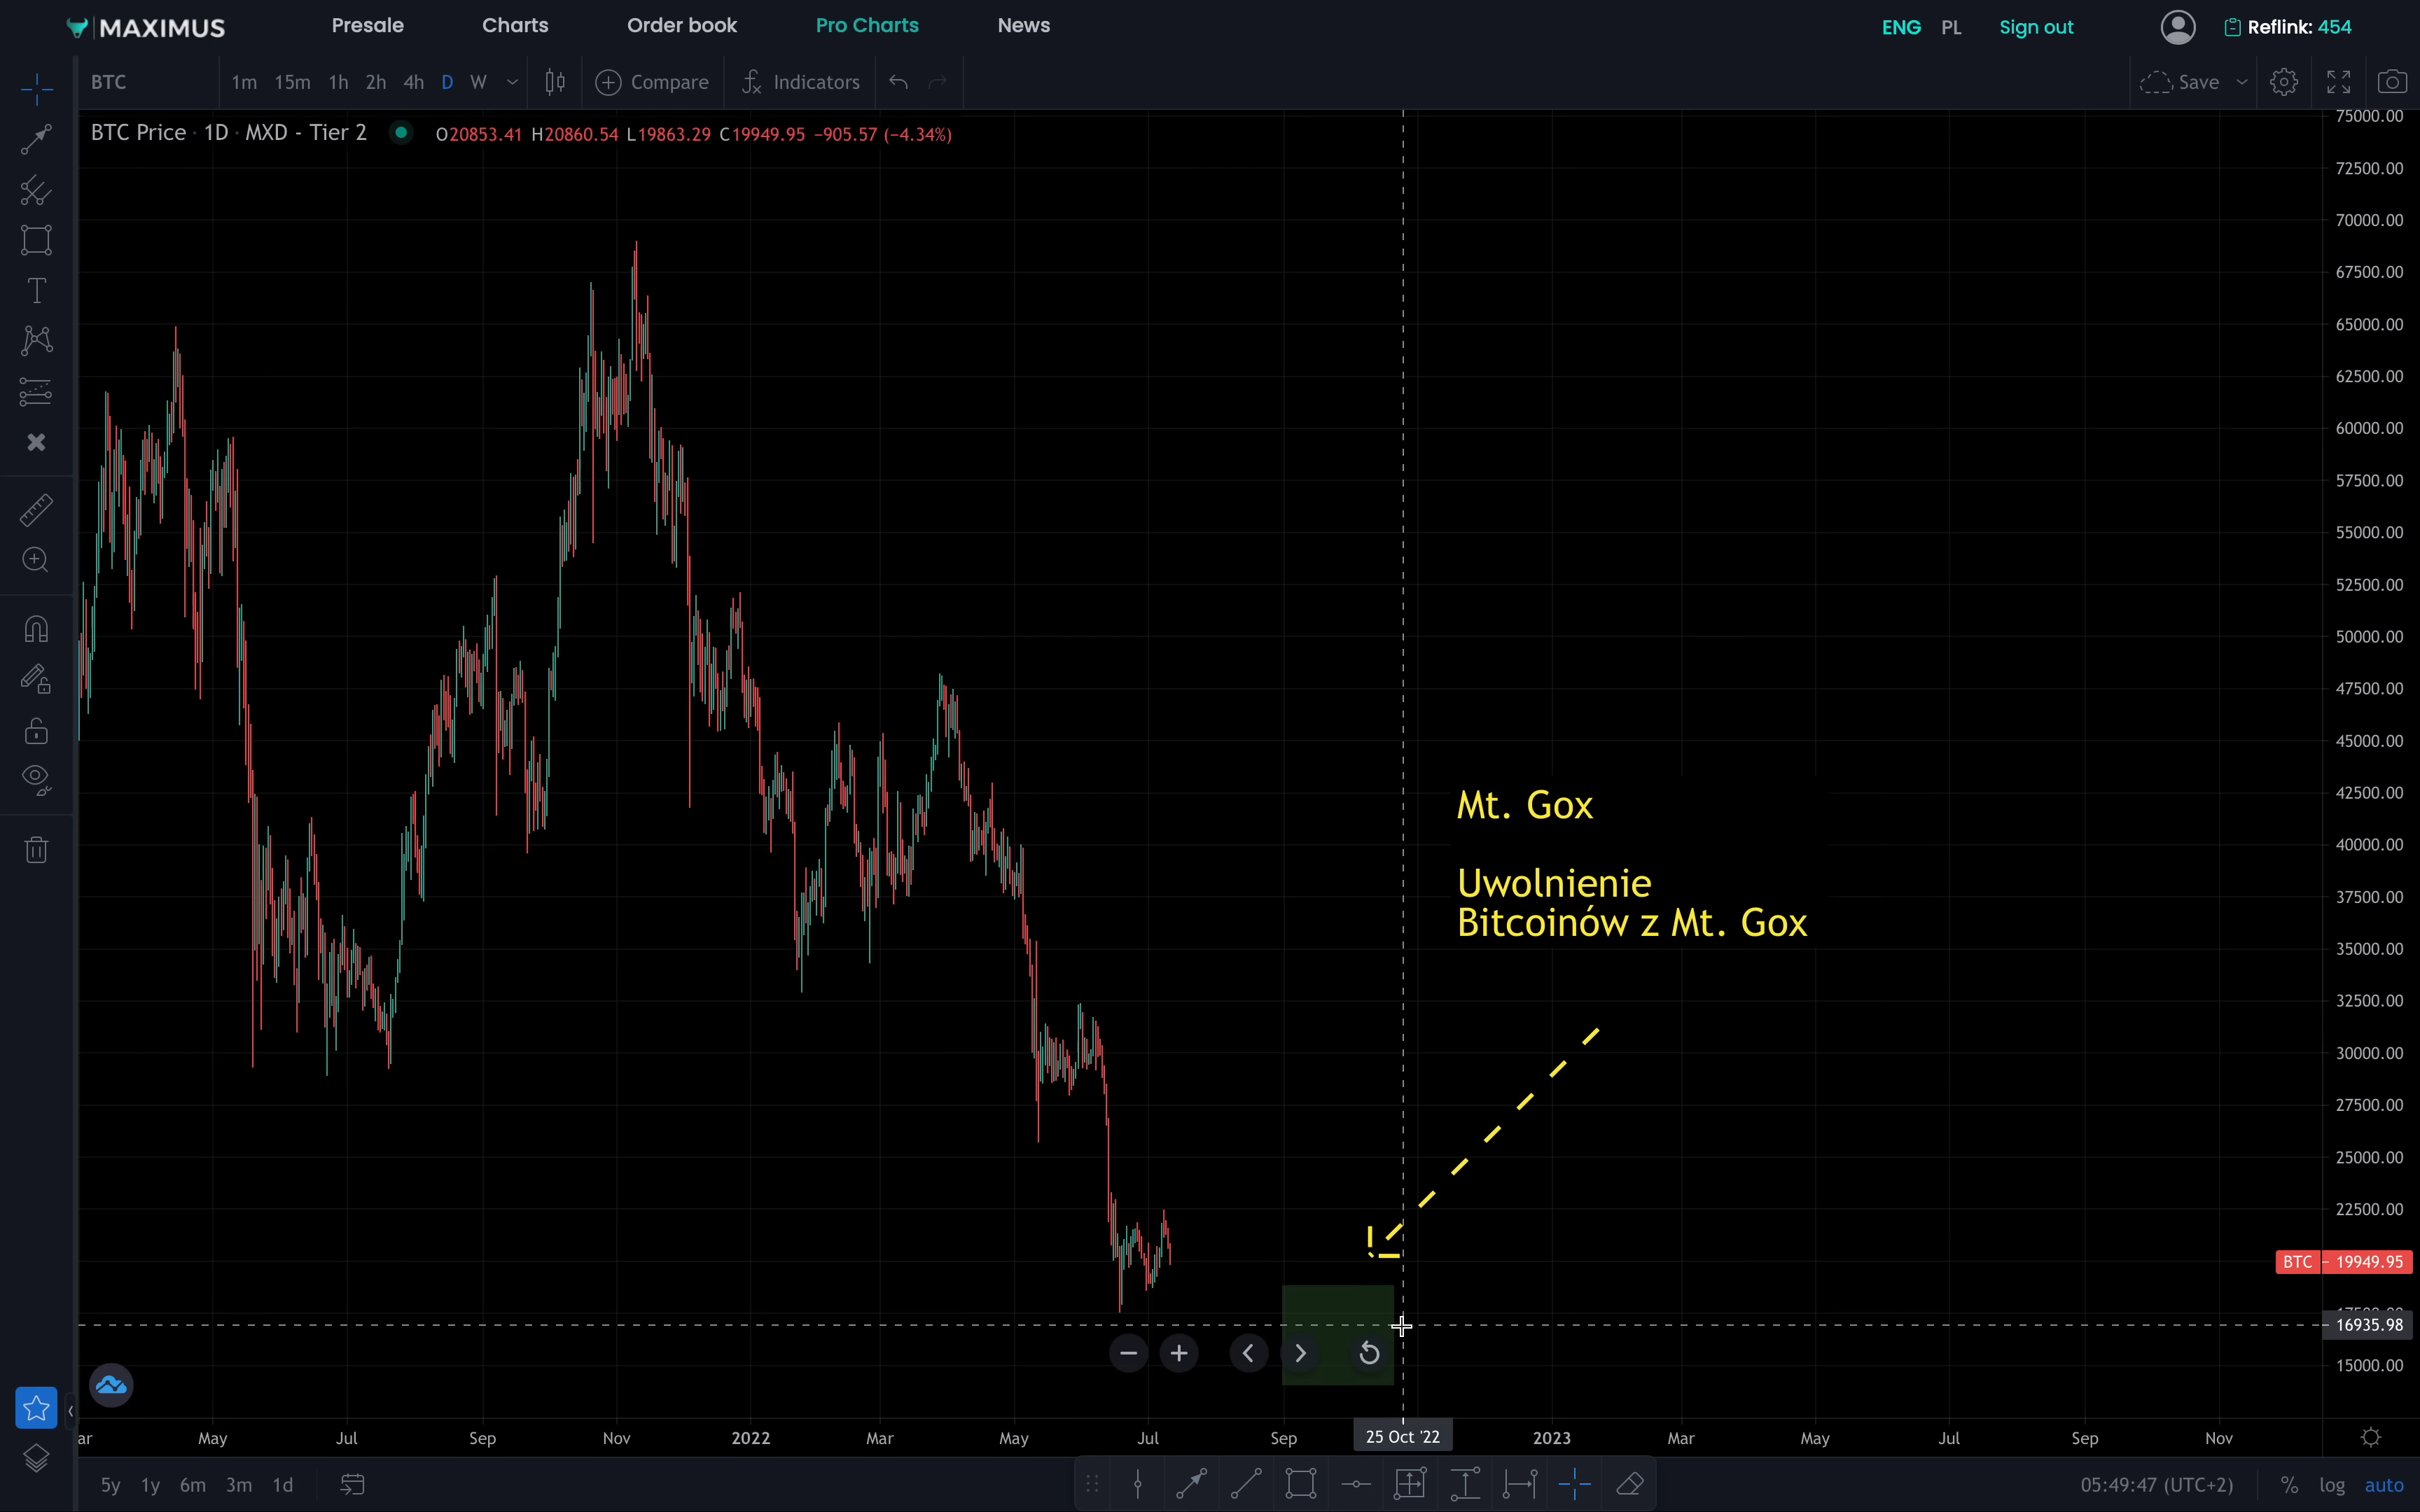 MAXIMUS
Presale
Charts
Order book
Pro Charts
News
ENG PL
Sign out
Reflink: 454
BTC
1m 15m 1h 2h 4h D W
Compare
Indicators
Save
BTC Price · 1D · MXD - Tier 2
O20853.41 H20860.54 L19863.29 C19949.95 −905.57 (−4.34%)
75000.00
72500.00
70000.00
67500.00
65000.00
62500.00
60000.00
57500.00
55000.00
52500.00
50000.00
47500.00
45000.00
42500.00
40000.00
37500.00
35000.00
32500.00
30000.00
27500.00
25000.00
22500.00
BTC 19949.95
16935.98
15000.00
Mt. Gox
Uwolnienie
Bitcoinów z Mt. Gox
ar May Jul Sep Nov 2022 Mar May Jul Sep 25 Oct '22 2023 Mar May Jul Sep Nov
5y 1y 6m 3m 1d
05:49:47 (UTC+2)
% log auto